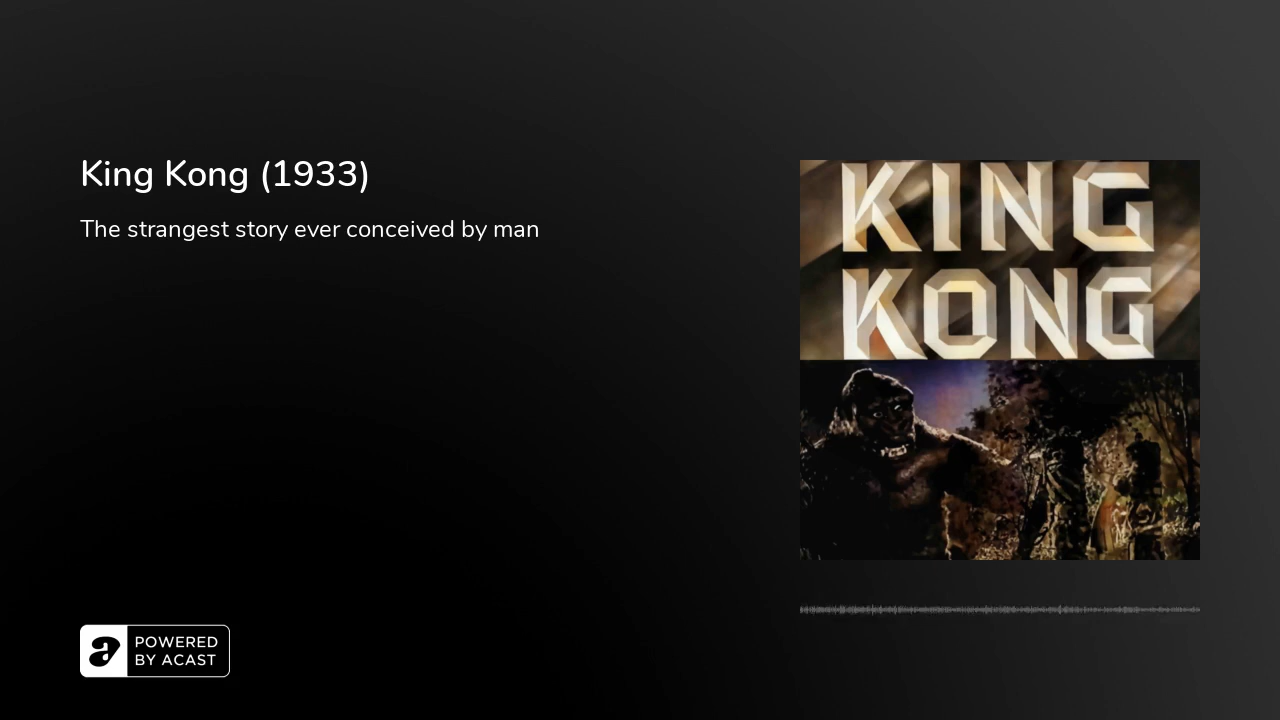 King Kong (1933)
The strangest story ever conceived by man
KING
KONG
a
POWERED
BY ACAST